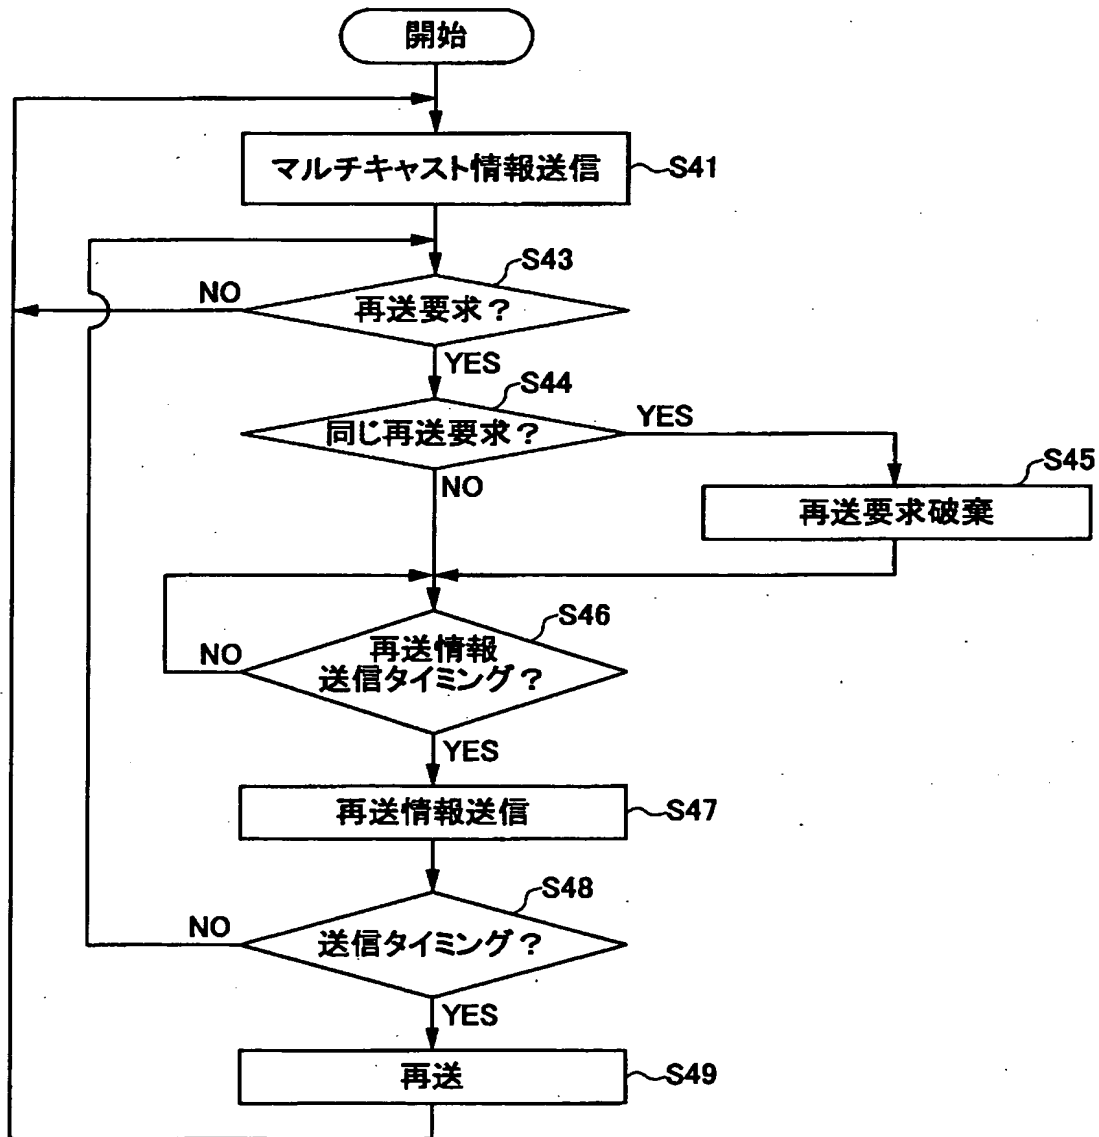 開始
マルチキャスト情報送信
S41
S43
再送要求？
NO
YES
S44
同じ再送要求？
YES
NO
S45
再送要求破棄
S46
再送情報
送信タイミング？
NO
YES
再送情報送信
S47
S48
送信タイミング？
NO
YES
再送
S49